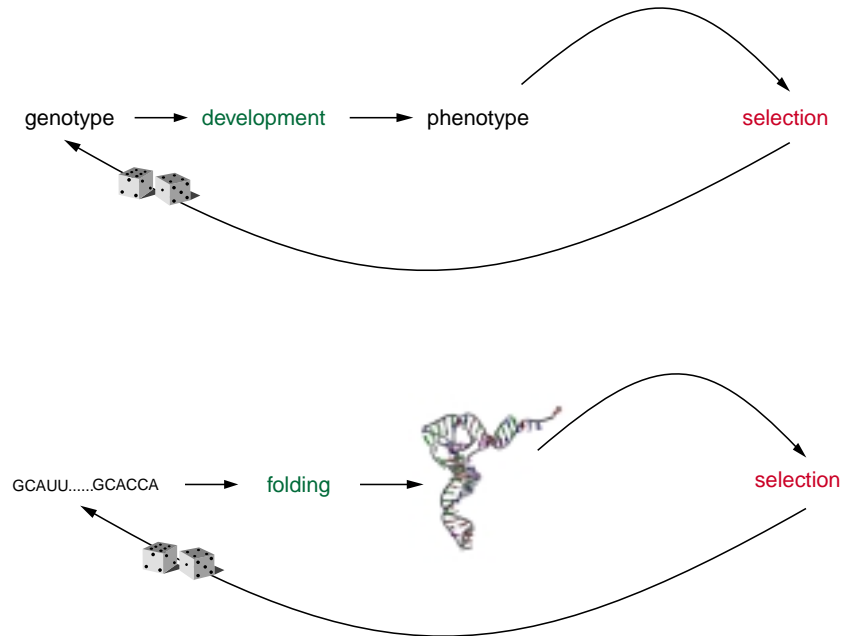 genotype development phenotype selection
GCAUU.....GCACCA folding selection